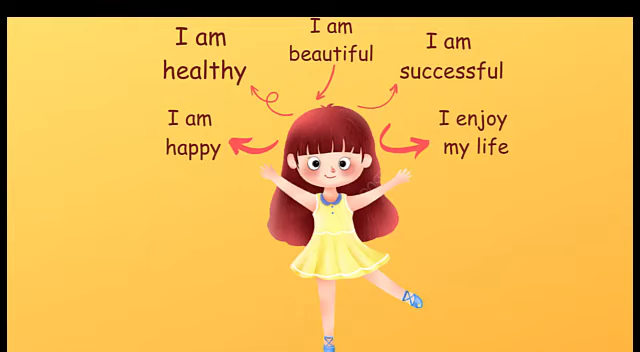 I am
healthy
I am
beautiful
I am
successful
I am
happy
I enjoy
my life